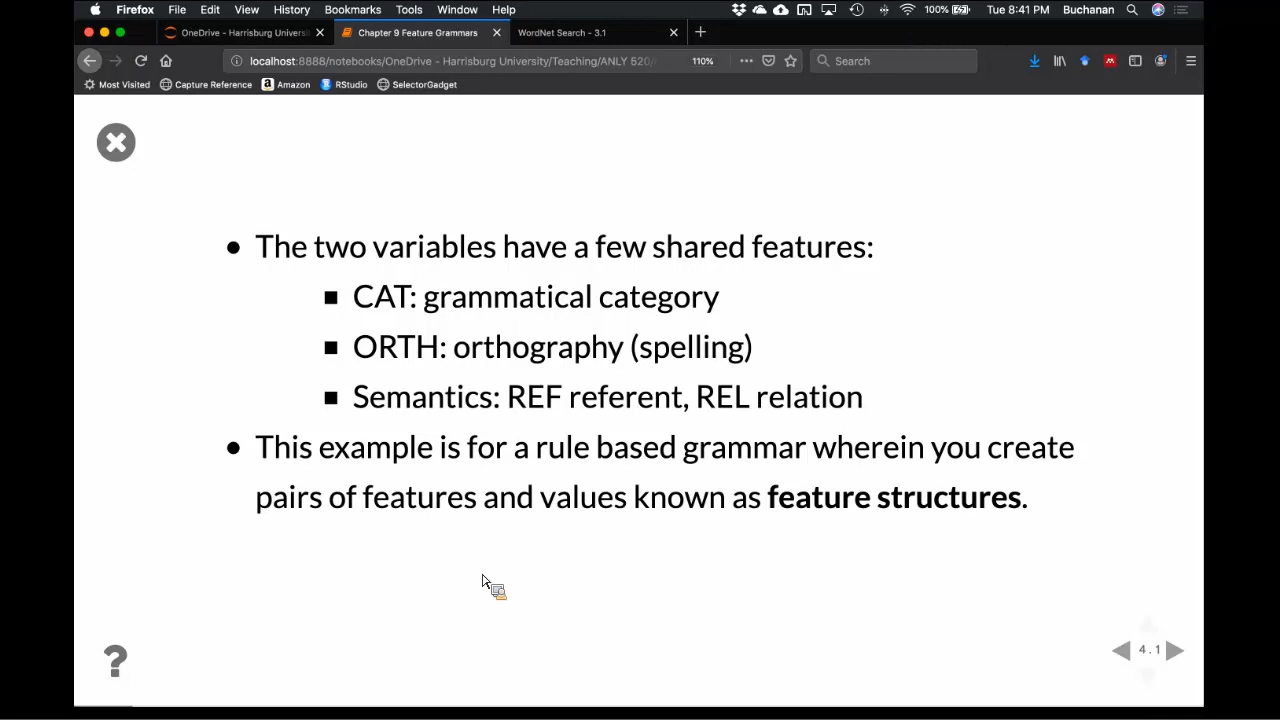 Firefox File Edit View History Bookmarks Tools Window Help 100% Tue 8:41 PM Buchanan
OneDrive - Harrisburg Universi Chapter 9 Feature Grammars WordNet Search - 3.1
localhost:8888/notebooks/OneDrive - Harrisburg University/Teaching/ANLY 520/ 110% Search
Most Visited Capture Reference Amazon RStudio SelectorGadget
• The two variables have a few shared features:
■ CAT: grammatical category
■ ORTH: orthography (spelling)
■ Semantics: REF referent, REL relation
• This example is for a rule based grammar wherein you create
pairs of features and values known as feature structures.
?
4.1